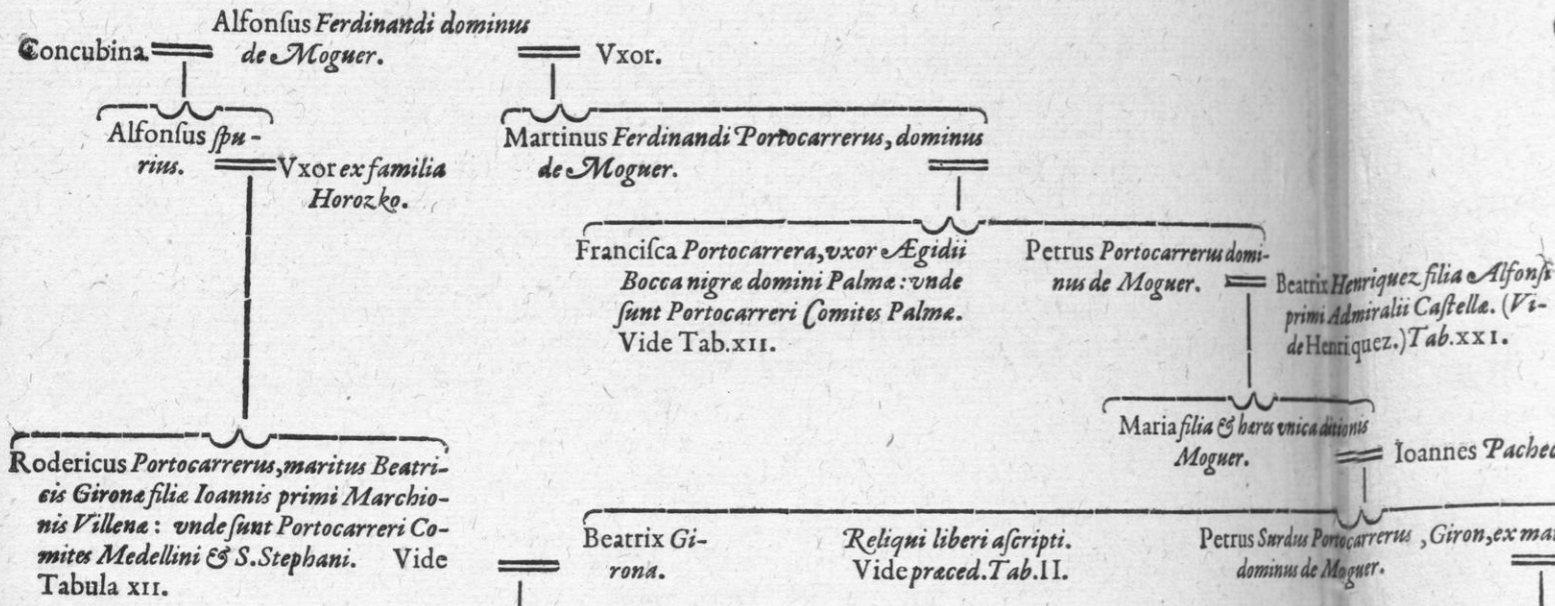 Concubina.
Alfonſus Ferdinandi dominus
de Moguer.
Vxor.
Alfonſus ſpu-
rius.
Vxor ex familia
Horozko.
Martinus Ferdinandi Portocarrerus, dominus
de Moguer.
Franciſca Portocarrera, vxor Ægidii
Bocca nigræ domini Palmæ: vnde
ſunt Portocarreri Comites Palmæ.
Vide Tab.XII.
Petrus Portocarrerus domi-
nus de Moguer.
Beatrix Henriquez filia Alfonſi
primi Admiralii Caſtellæ. (Vi-
de Henriquez.) Tab.XXI.
Maria filia & hæres vnica ditionis
Moguer.
Ioannes Pachec
Rodericus Portocarrerus, maritus Beatri-
cis Gironæ filiæ Ioannis primi Marchio-
nis Villenæ: vnde ſunt Portocarreri Co-
mites Medellini & S.Stephani. Vide
Tabula XII.
Beatrix Gi-
rona.
Reliqui liberi aſcripti.
Vide præced.Tab.II.
Petrus Surdus Portocarrerus, Giron, ex mat
dominus de Moguer.